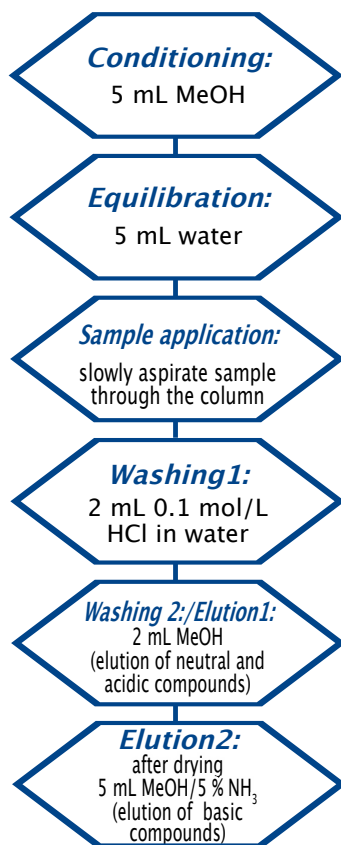 Conditioning:
5 mL MeOH
Equilibration:
5 mL water
Sample application:
slowly aspirate sample
through the column
Washing1:
2 mL 0.1 mol/L
HCl in water
Washing 2:/Elution1:
2 mL MeOH
(elution of neutral and
acidic compounds)
Elution2:
after drying
5 mL MeOH/5 % NH₃
(elution of basic
compounds)